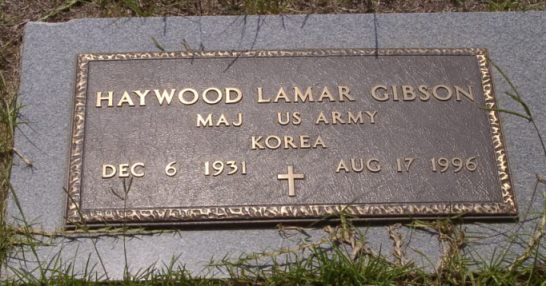 HAYWOOD LAMAR GIBSON
MAJ US ARMY
KOREA
DEC 6 1931 AUG 17 1996